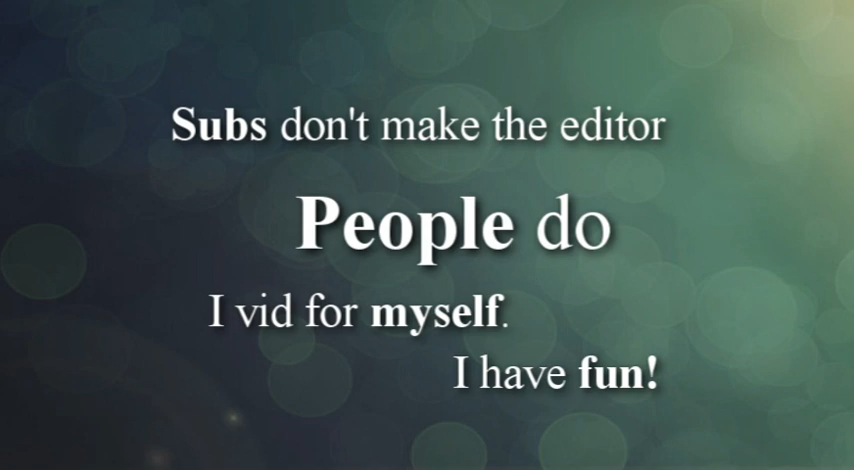 Subs don't make the editor
People do
I vid for myself.
I have fun!